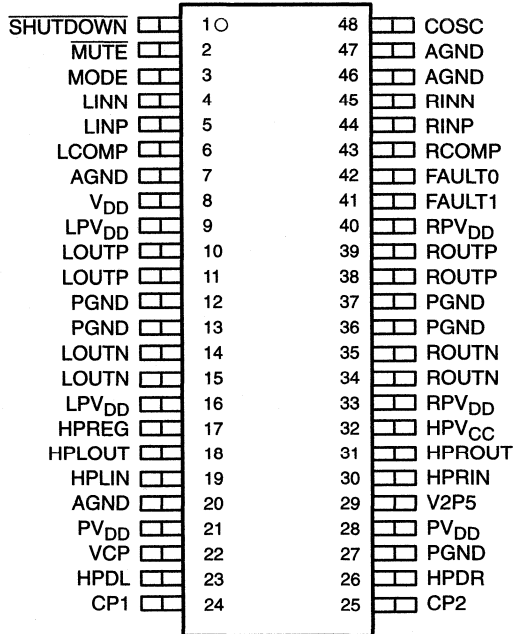 SHUTDOWN 1 48 COSC
MUTE 2 47 AGND
MODE 3 46 AGND
LINN 4 45 RINN
LINP 5 44 RINP
LCOMP 6 43 RCOMP
AGND 7 42 FAULT0
VDD 8 41 FAULT1
LPVDD 9 40 RPVDD
LOUTP 10 39 ROUTP
LOUTP 11 38 ROUTP
PGND 12 37 PGND
PGND 13 36 PGND
LOUTN 14 35 ROUTN
LOUTN 15 34 ROUTN
LPVDD 16 33 RPVDD
HPREG 17 32 HPVCC
HPLOUT 18 31 HPROUT
HPLIN 19 30 HPRIN
AGND 20 29 V2P5
PVDD 21 28 PVDD
VCP 22 27 PGND
HPDL 23 26 HPDR
CP1 24 25 CP2